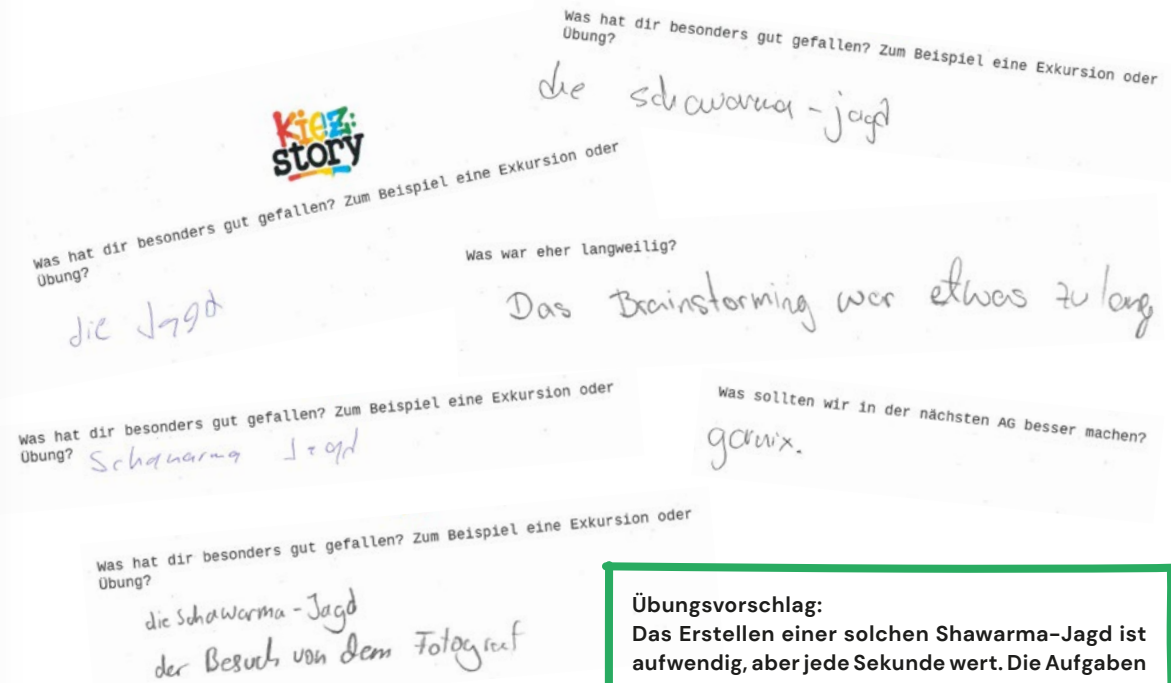 Was hat dir besonders gut gefallen? Zum Beispiel eine Exkursion oder
Übung?
die schawarma-jagd
Kiez:
story
Was hat dir besonders gut gefallen? Zum Beispiel eine Exkursion oder
Übung?
die Jagd
Was war eher langweilig?
Das Brainstorming war etwas zu lang
Was hat dir besonders gut gefallen? Zum Beispiel eine Exkursion oder
Übung? Schawarma Jagd
Was sollten wir in der nächsten AG besser machen?
garnix.
Was hat dir besonders gut gefallen? Zum Beispiel eine Exkursion oder
Übung?
die Schawarma-Jagd
der Besuch von dem Fotograf
Übungsvorschlag:
Das Erstellen einer solchen Shawarma-Jagd ist
aufwendig, aber jede Sekunde wert. Die Aufgaben